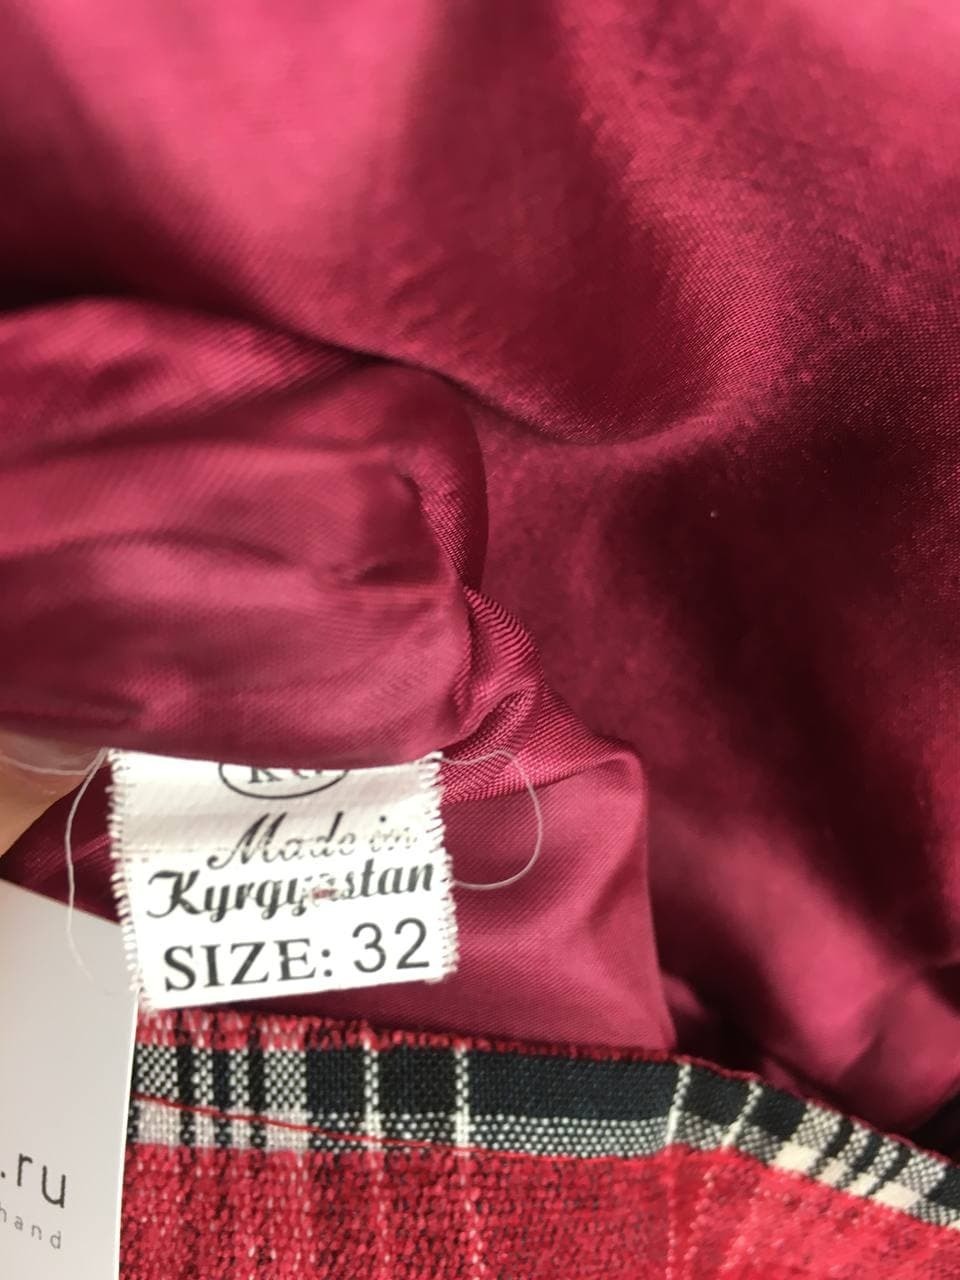 Made in
Kyrgyzstan
SIZE: 32
.ru
hand